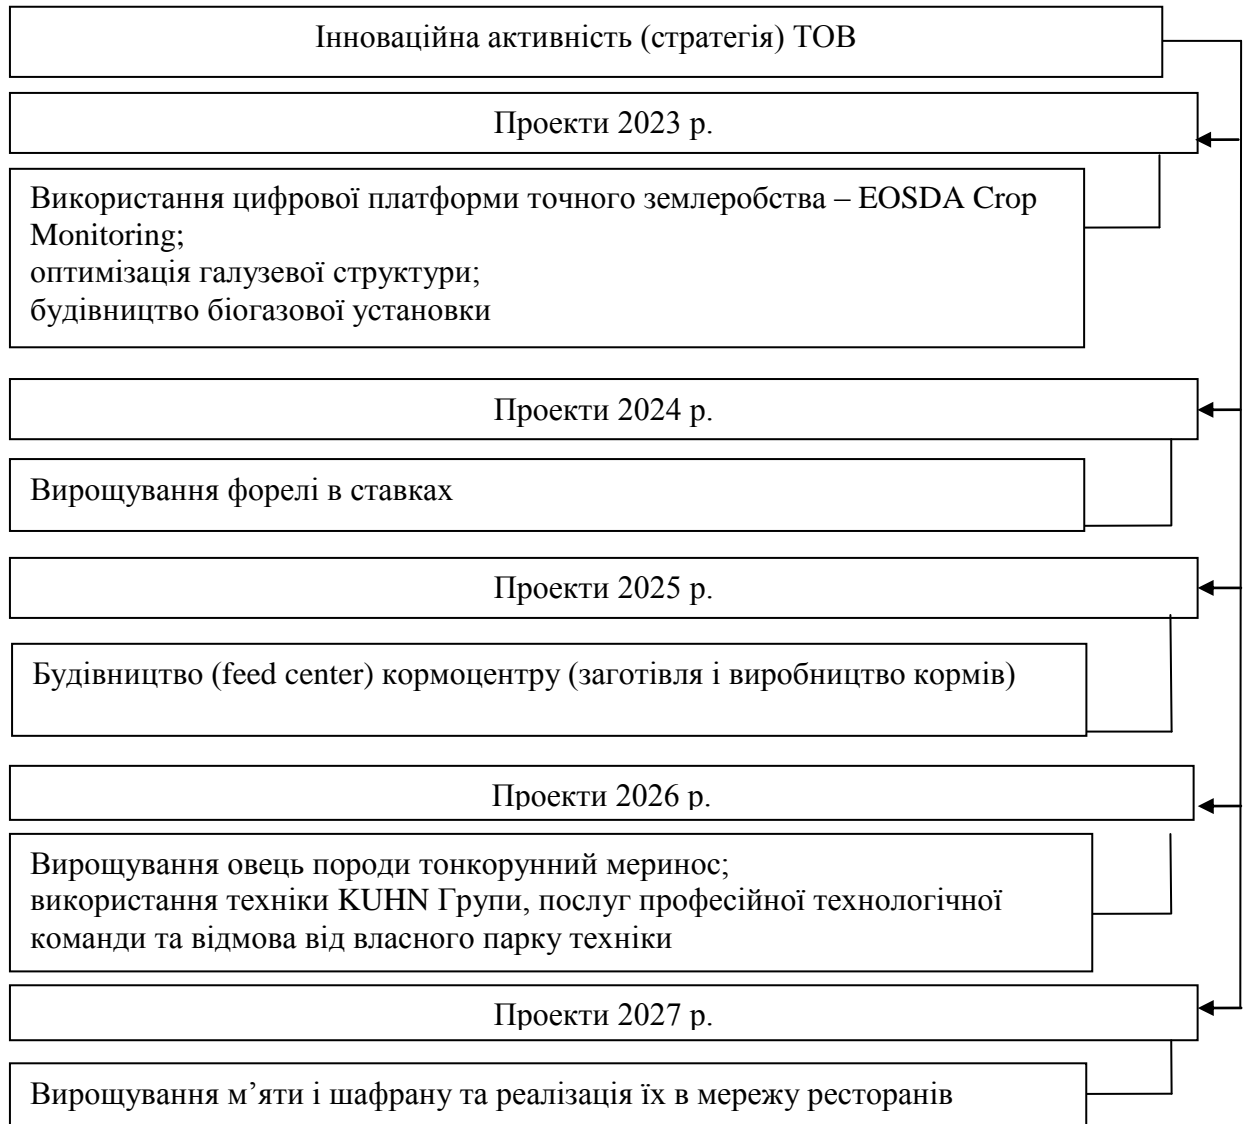 Інноваційна активність (стратегія) ТОВ
Проекти 2023 р.
Використання цифрової платформи точного землеробства – EOSDA Crop
Monitoring;
оптимізація галузевої структури;
будівництво біогазової установки
Проекти 2024 р.
Вирощування форелі в ставках
Проекти 2025 р.
Будівництво (feed center) кормоцентру (заготівля і виробництво кормів)
Проекти 2026 р.
Вирощування овець породи тонкорунний меринос;
використання техніки KUHN Групи, послуг професійної технологічної
команди та відмова від власного парку техніки
Проекти 2027 р.
Вирощування м’яти і шафрану та реалізація їх в мережу ресторанів